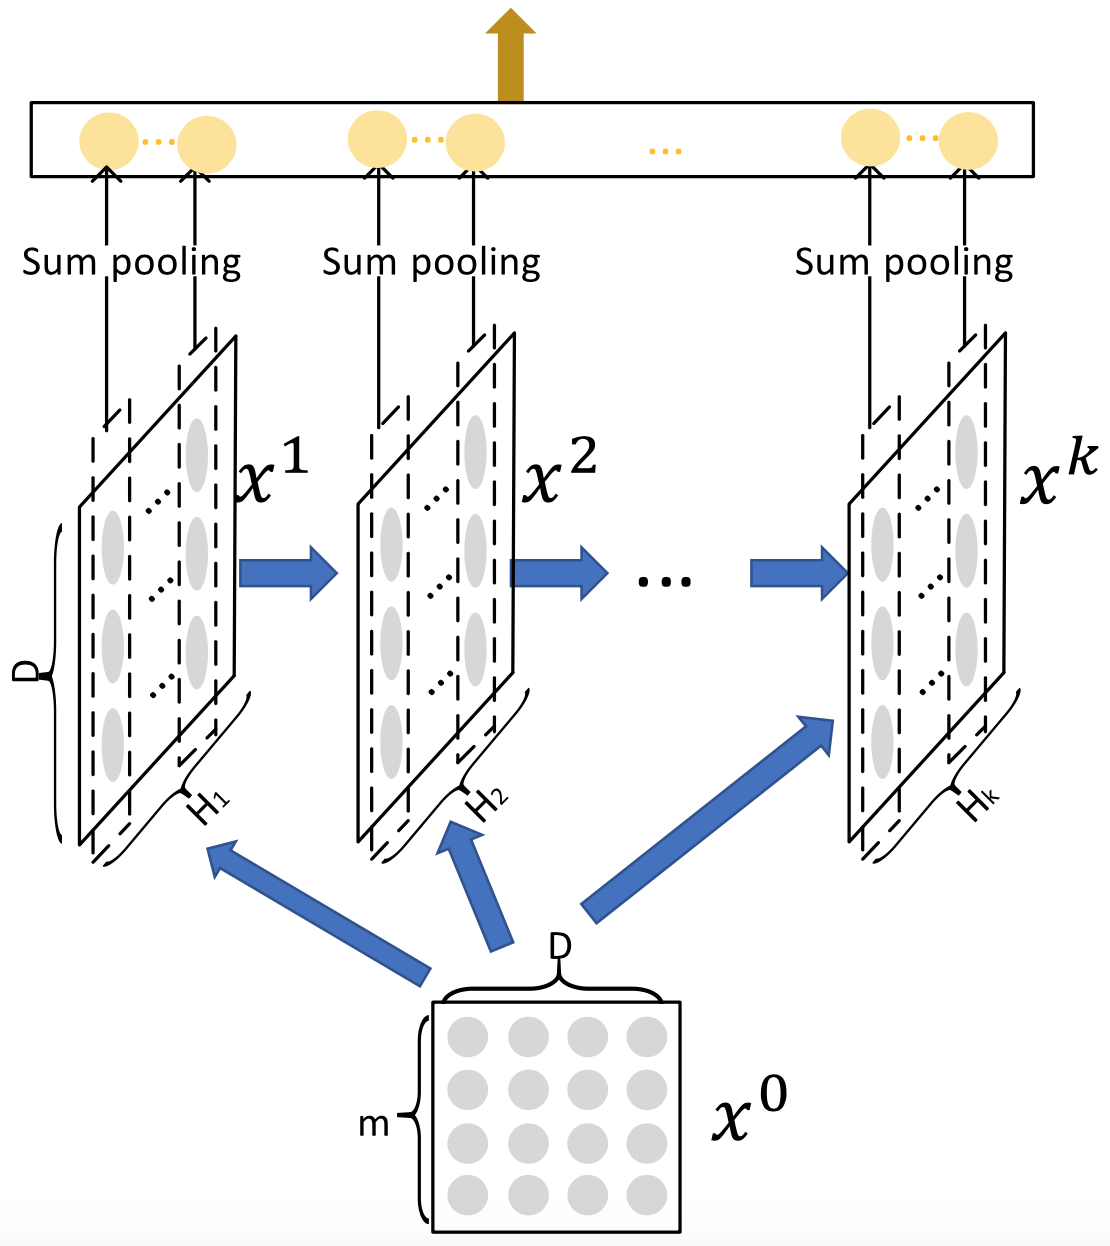 Sum pooling Sum pooling Sum pooling
x¹ x² xᵏ
...
D
H₁ H₂ Hₖ
D
m
x⁰